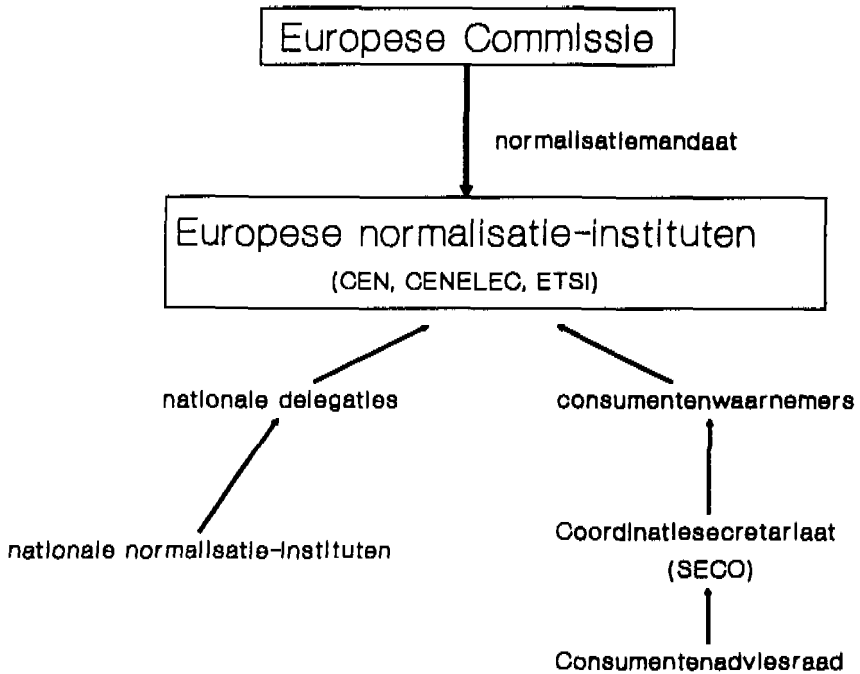 Europese Commissie
normalisatiemandaat
Europese normalisatie-instituten
(CEN, CENELEC, ETSI)
nationale delegaties
consumentenwaarnemers
nationale normalisatie-instituten
Coordinatiesecretariaat
(SECO)
Consumentenadviesraad